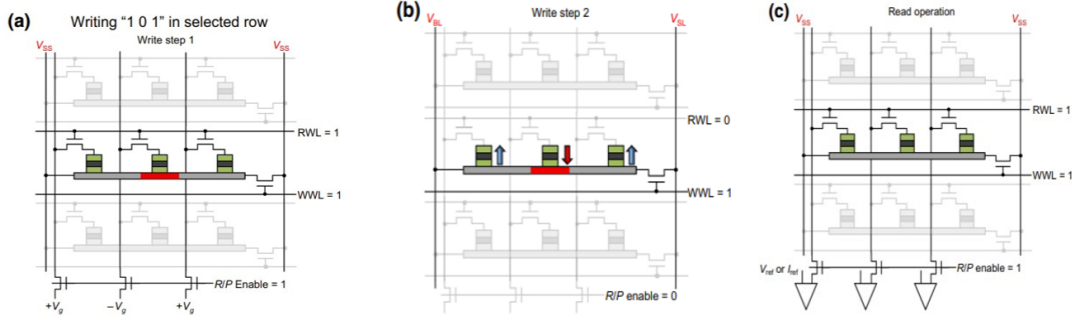 (a)
Writing "1 0 1" in selected row
Write step 1
VSS VSS
RWL = 1
WWL = 1
R/P Enable = 1
+Vg −Vg +Vg
(b)
Write step 2
VBL VSL
RWL = 0
WWL = 1
R/P enable = 0
(c)
Read operation
VSS VSS
RWL = 1
WWL = 1
Vref or Iref
R/P enable = 1